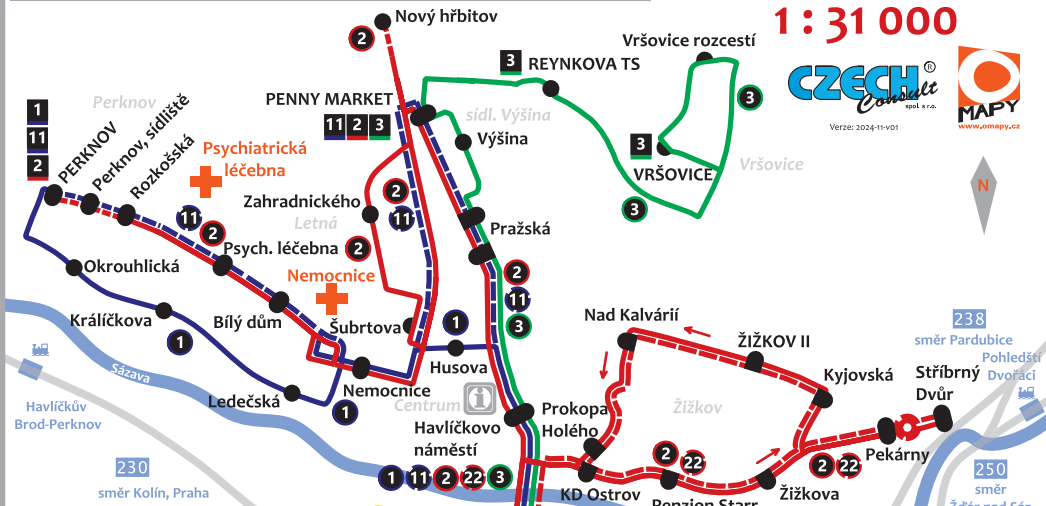 Nový hřbitov
2
1 : 31 000
Vršovice rozcestí
3 REYNKOVA TS
CZECH ®
Consult
spol s r.o.
MAPY
www.omapy.cz
Verze: 2024-11-v01
3
PENNY MARKET
11 2 3
sídl. Výšina
Výšina
1
11
2
Perknov
PERKNOV
Perknov, sídliště
Rozkošská
Psychiatrická
léčebna
3
VRŠOVICE
Vršovice
N
Zahradnického
2
11
Letná
3
11
2
Psych. léčebna
2
Pražská
Okrouhlická
Nemocnice
2
11
3
Králíčkova
Bílý dům
Šubrtova
1
1
Husova
Nad Kalvárií
ŽIŽKOV II
238
směr Pardubice
Pohledští
Dvořáci
Stříbrný
Dvůr
Kyjovská
Sázava
Nemocnice
Ledečská
1
Centrum
i
Havlíčkův
Brod-Perknov
Havlíčkovo
náměstí
Prokopa
Holého
Žižkov
Pekárny
230
směr Kolín, Praha
1 11 2 22 3
KD Ostrov
2 22
Penzion Starr
Žižkova
2 22
250
směr